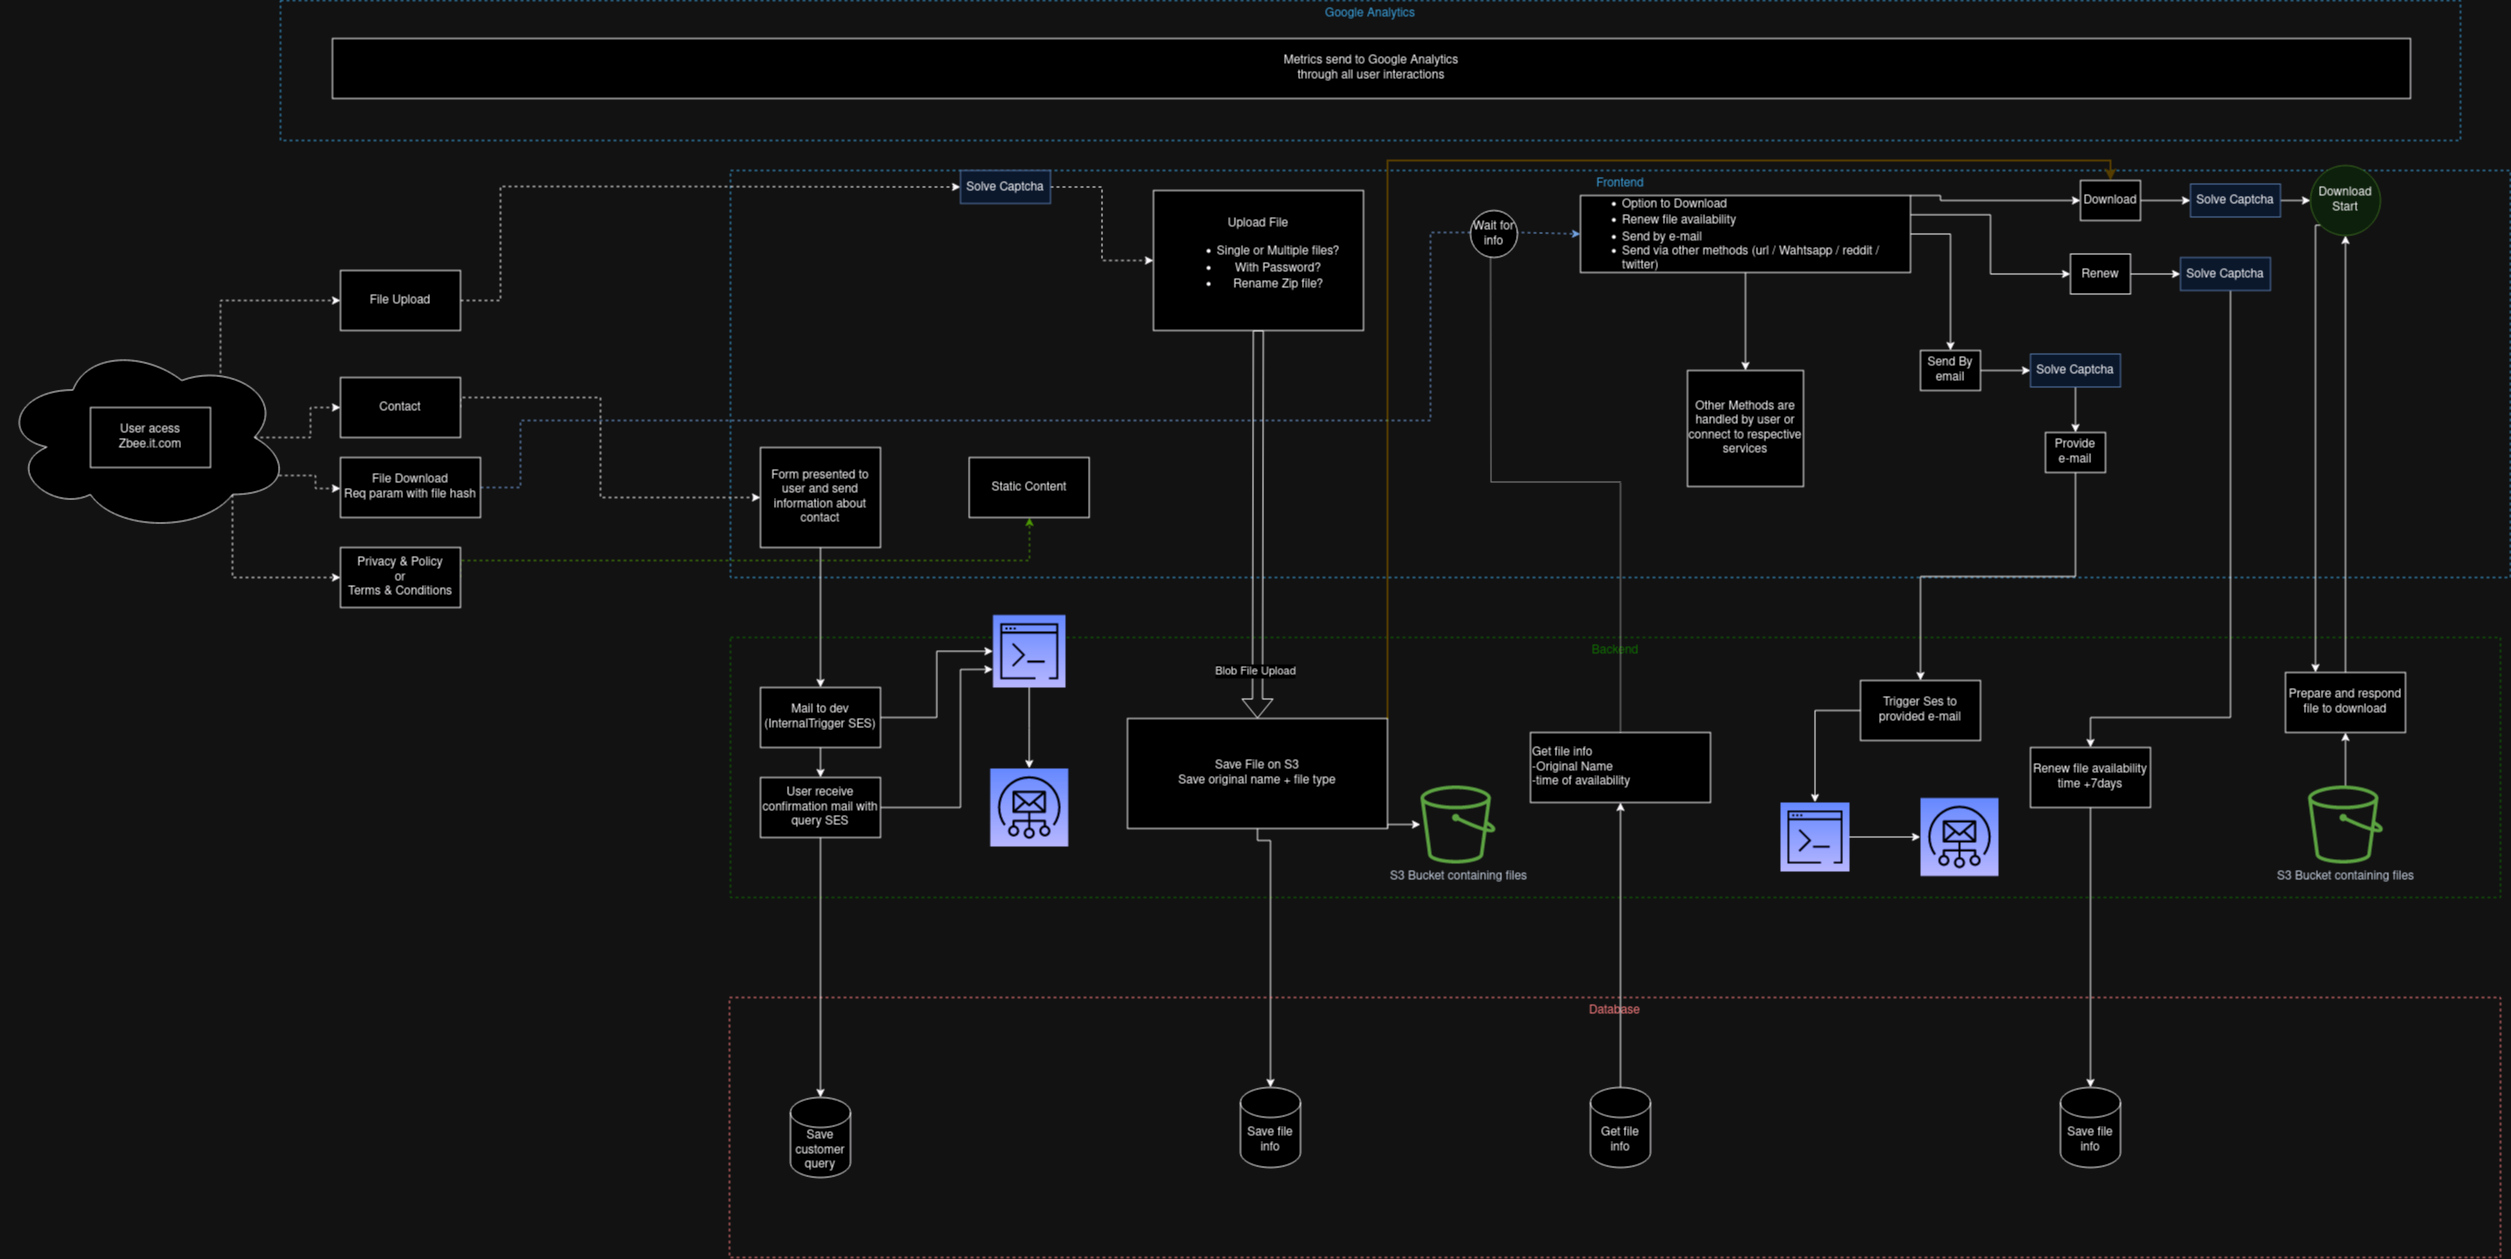 Google Analytics
Metrics send to Google Analytics
through all user interactions
Frontend
Solve Captcha
Upload File
Single or Multiple files?
With Password?
Rename Zip file?
Wait for
info
Option to Download
Renew file availability
Send by e-mail
Send via other methods (url / Wahtsapp / reddit /
twitter)
Download
Solve Captcha
Download
Start
Renew
Solve Captcha
Send By
email
Solve Captcha
Provide
e-mail
Other Methods are
handled by user or
connect to respective
services
File Upload
Contact
User acess
Zbee.it.com
File Download
Req param with file hash
Privacy & Policy
or
Terms & Conditions
Form presented to
user and send
information about
contact
Static Content
Backend
Blob File Upload
Mail to dev
(InternalTrigger SES)
User receive
confirmation mail with
query SES
Save File on S3
Save original name + file type
S3 Bucket containing files
Get file info
-Original Name
-time of availability
Trigger Ses to
provided e-mail
Renew file availability
time +7days
Prepare and respond
file to download
S3 Bucket containing files
Database
Save
customer
query
Save file
info
Get file
info
Save file
info